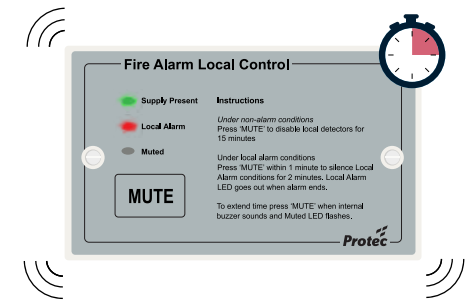 Fire Alarm Local Control
Supply Present
Local Alarm
Muted
MUTE
Instructions
Under non-alarm conditions
Press 'MUTE' to disable local detectors for
15 minutes
Under local alarm conditions
Press 'MUTE' within 1 minute to silence Local
Alarm conditions for 2 minutes. Local Alarm
LED goes out when alarm ends.
To extend time press 'MUTE' when internal
buzzer sounds and Muted LED flashes.
Protec